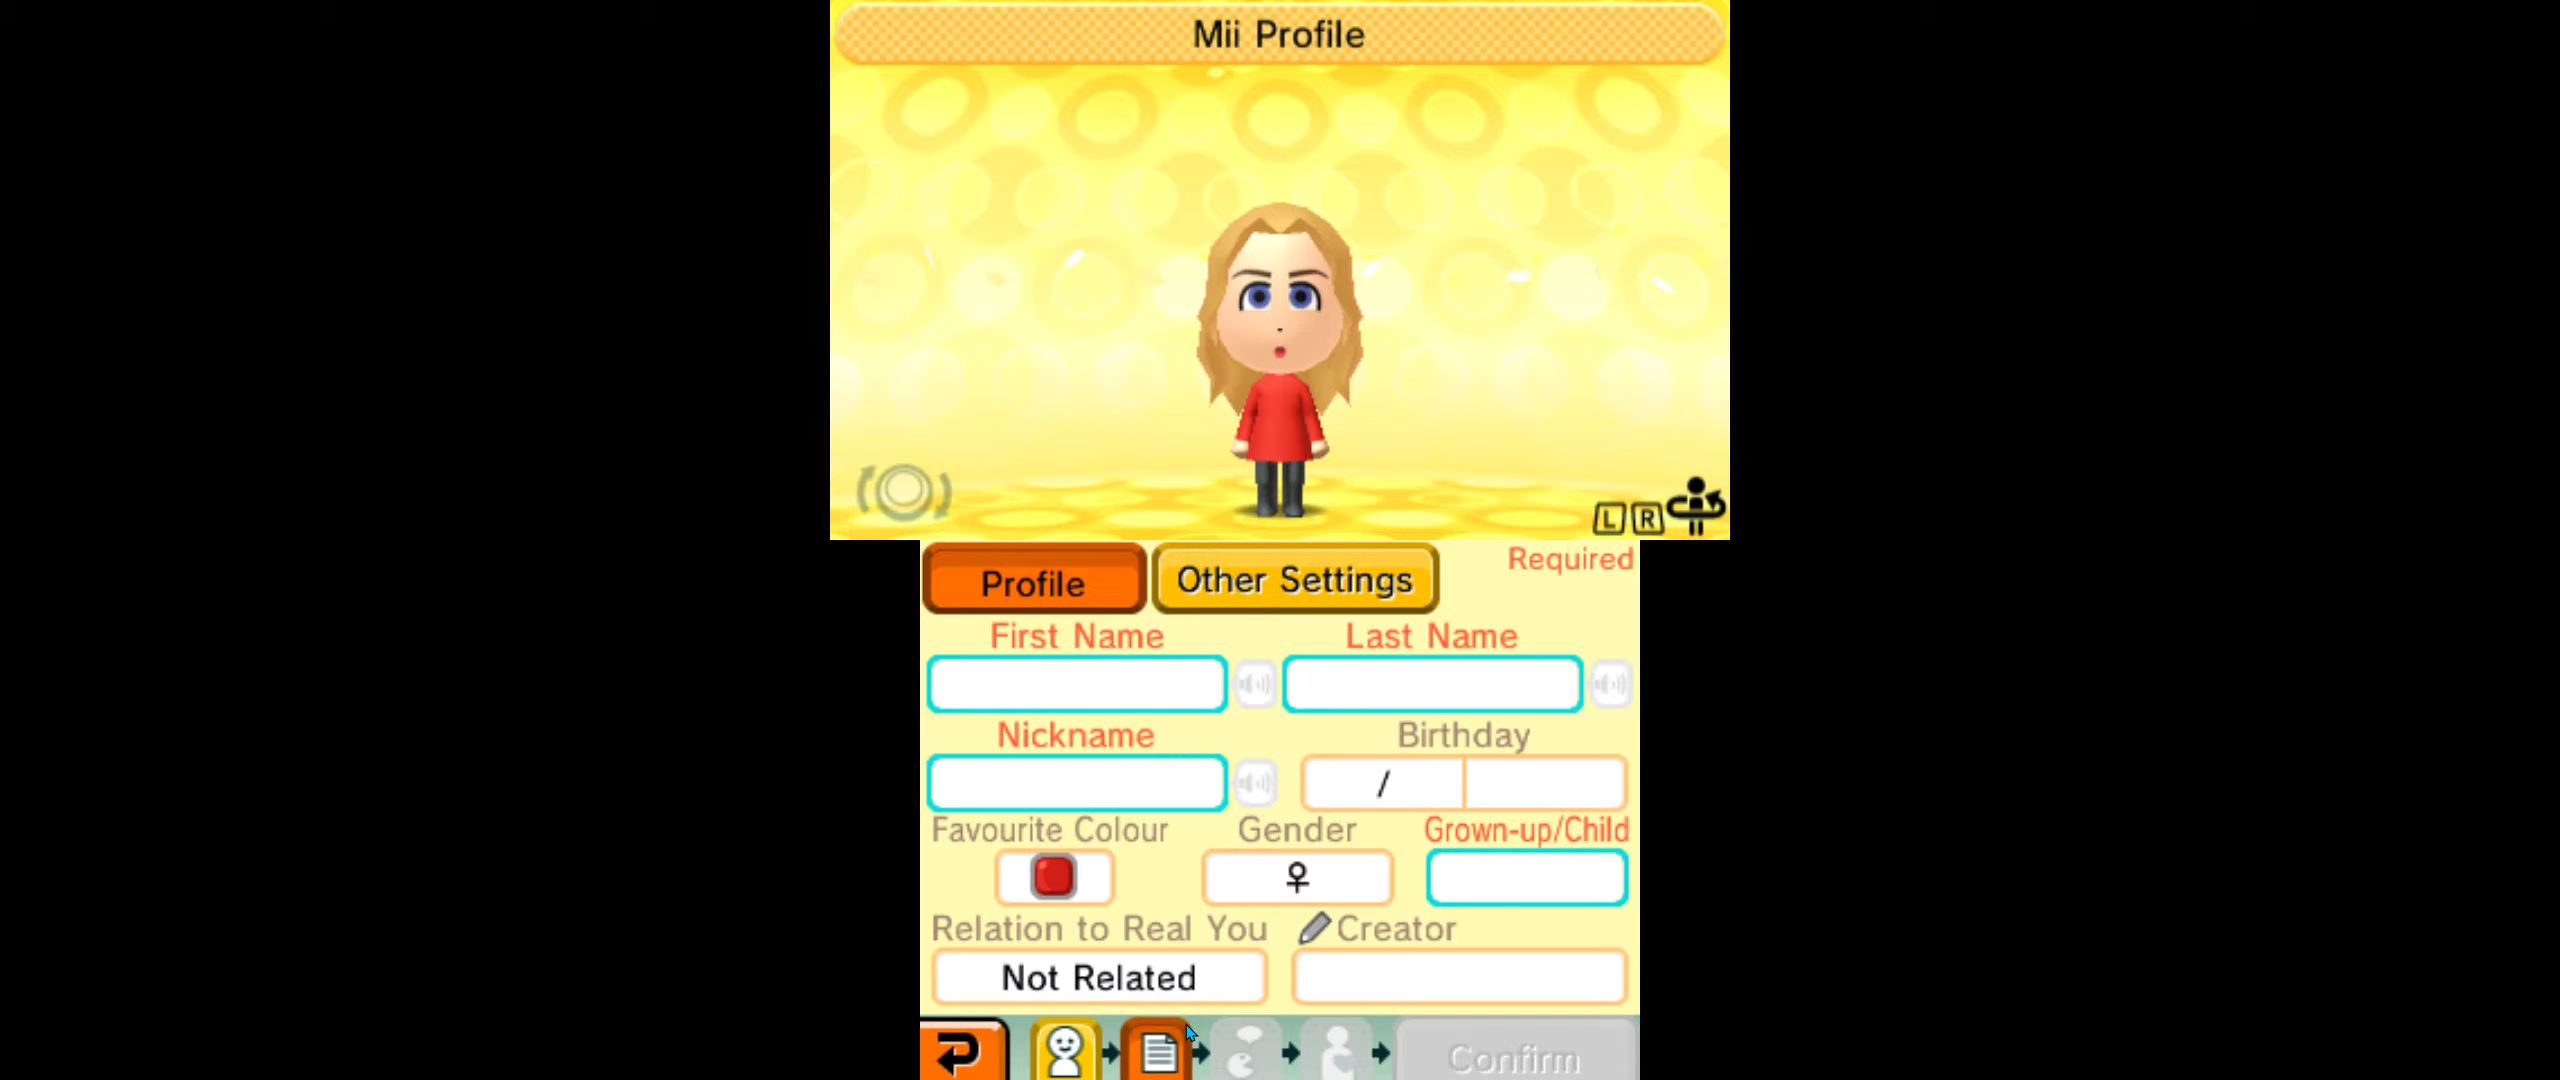 Mii Profile
L R
Profile
Other Settings
Required
First Name
Last Name
Nickname
Birthday
/
Favourite Colour
Gender
Grown-up/Child
♀
Relation to Real You
Creator
Not Related
Confirm